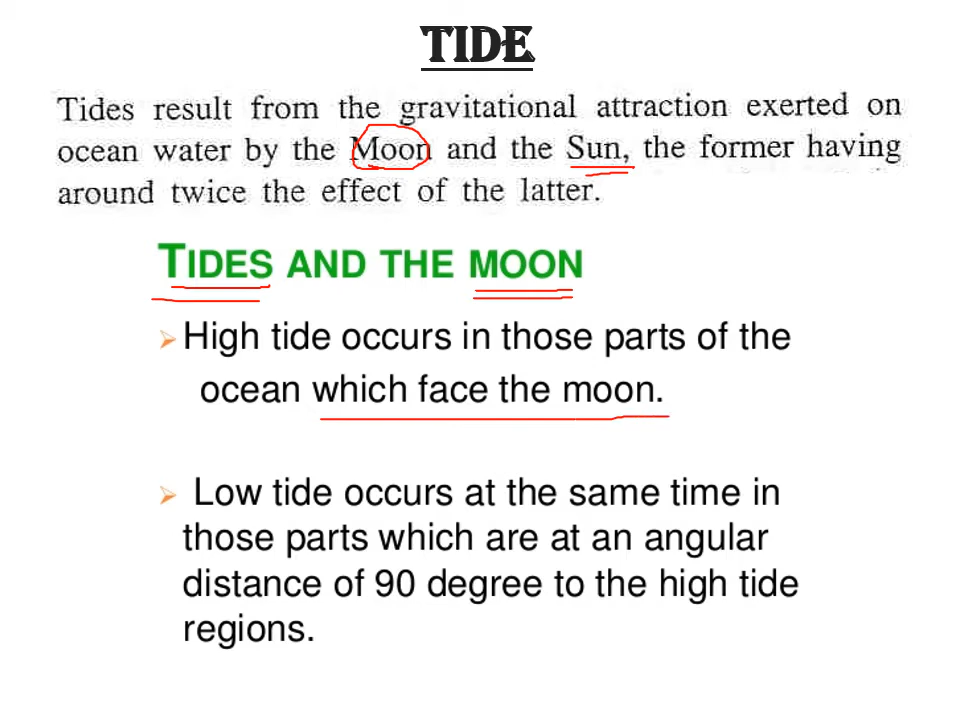 TIDE
Tides result from the gravitational attraction exerted on
ocean water by the Moon and the Sun, the former having
around twice the effect of the latter.
TIDES AND THE MOON
➢ High tide occurs in those parts of the
ocean which face the moon.
➢ Low tide occurs at the same time in
those parts which are at an angular
distance of 90 degree to the high tide
regions.